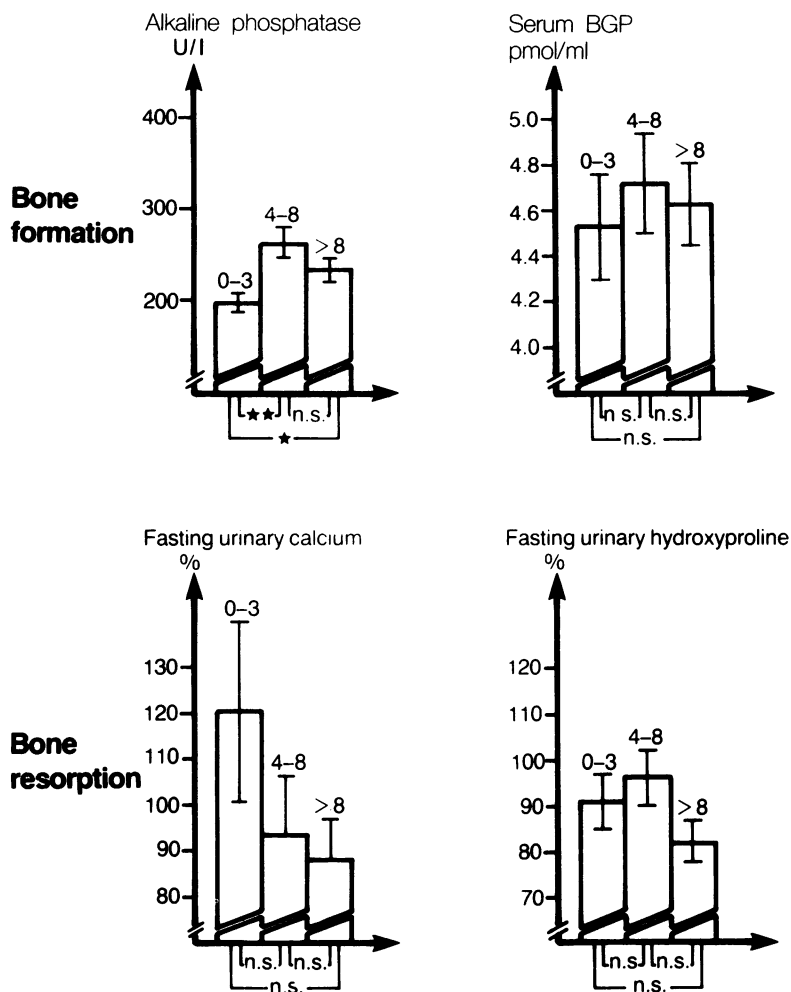 Alkaline phosphatase
U/l
400
300
200
0–3
4–8
>8
★★
n.s.
★
Serum BGP
pmol/ml
5.0
4.8
4.6
4.4
4.2
4.0
0–3
4–8
>8
n s.
n.s.
n.s.
Bone
formation
Fasting urinary calcium
%
130
120
110
100
90
80
0–3
4–8
>8
n.s.
n.s.
n.s.
Fasting urinary hydroxyproline
%
120
110
100
90
80
70
0–3
4–8
>8
n.s
n.s.
n.s.
Bone
resorption